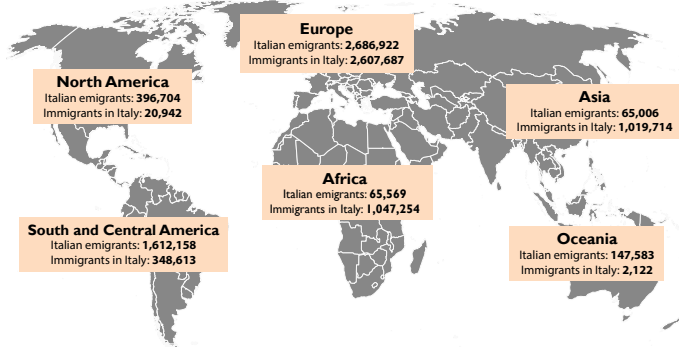 Europe
Italian emigrants: 2,686,922
Immigrants in Italy: 2,607,687
North America
Italian emigrants: 396,704
Immigrants in Italy: 20,942
Asia
Italian emigrants: 65,006
Immigrants in Italy: 1,019,714
Africa
Italian emigrants: 65,569
Immigrants in Italy: 1,047,254
South and Central America
Italian emigrants: 1,612,158
Immigrants in Italy: 348,613
Oceania
Italian emigrants: 147,583
Immigrants in Italy: 2,122